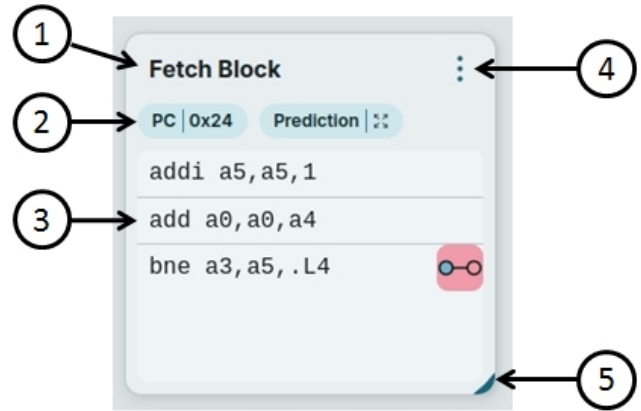 1
Fetch Block
4
2
PC | 0x24 Prediction
addi a5,a5,1
3
add a0,a0,a4
bne a3,a5,.L4
5